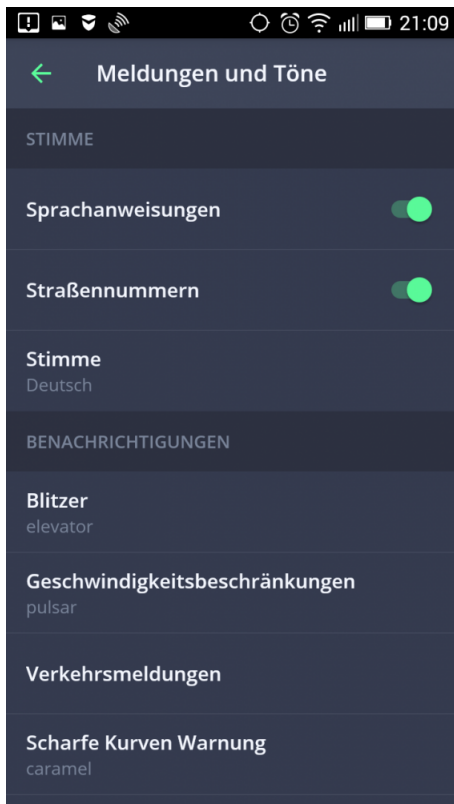 21:09
Meldungen und Töne
STIMME
Sprachanweisungen
Straßennummern
Stimme
Deutsch
BENACHRICHTIGUNGEN
Blitzer
elevator
Geschwindigkeitsbeschränkungen
pulsar
Verkehrsmeldungen
Scharfe Kurven Warnung
caramel